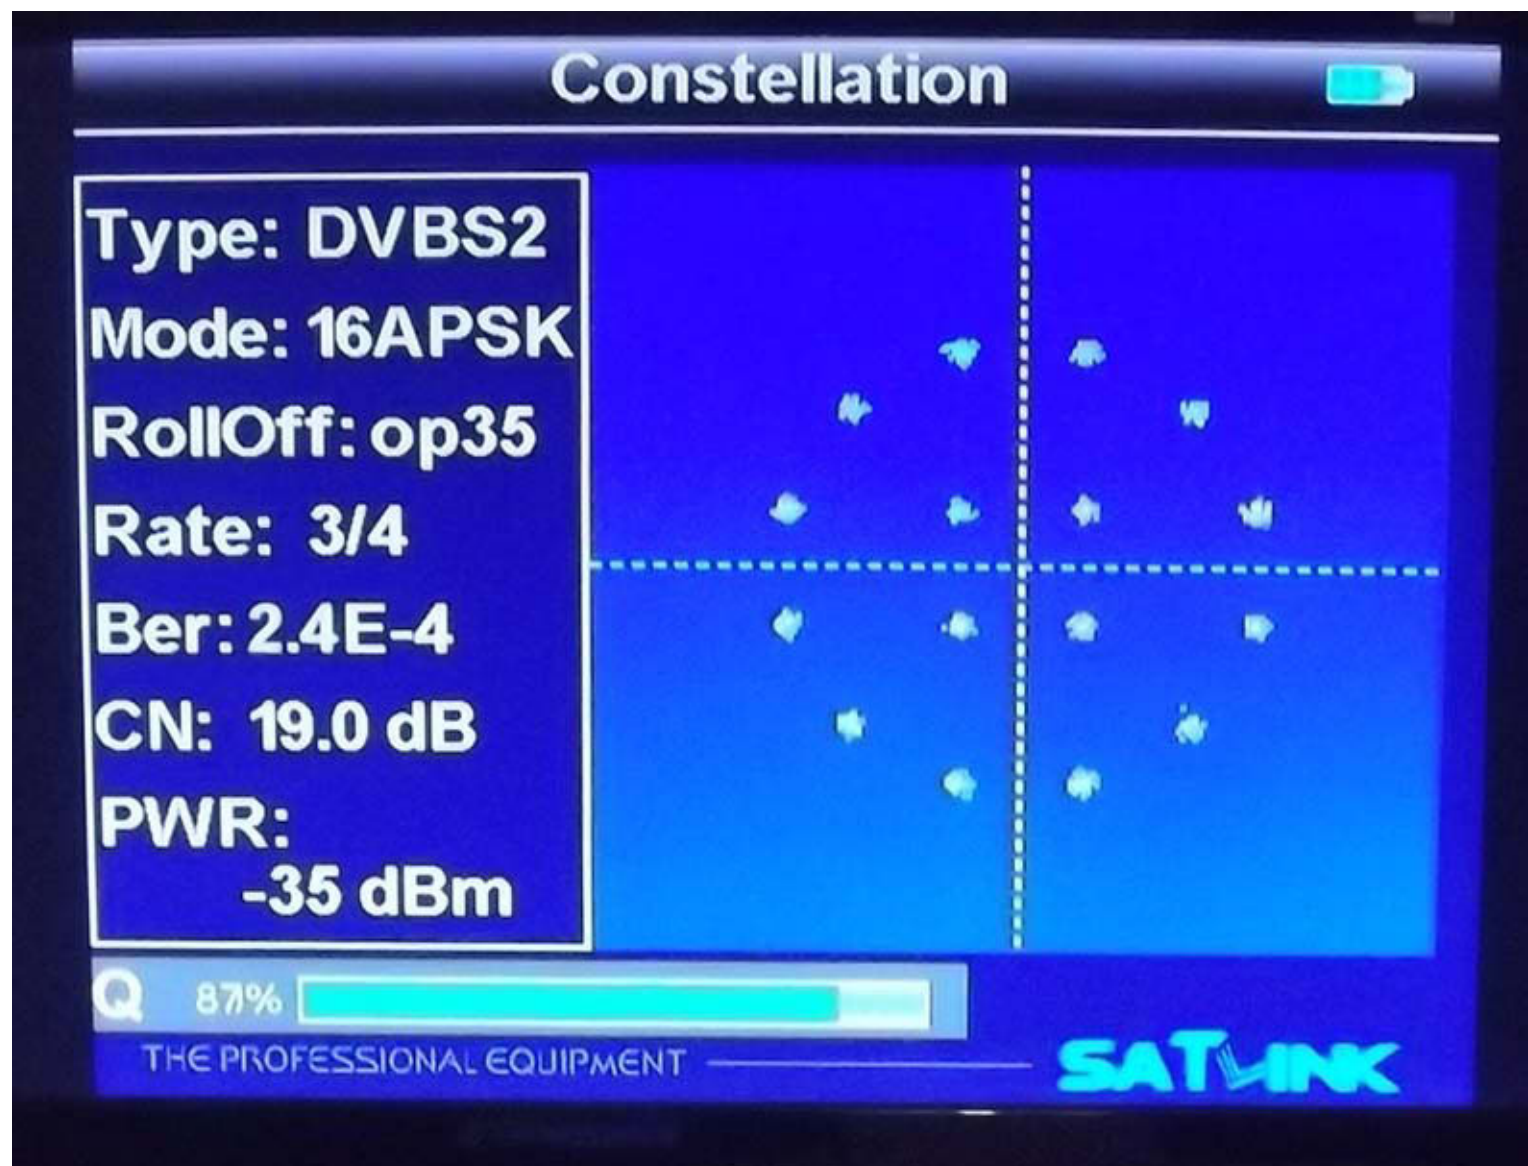 Constellation
Type: DVBS2
Mode: 16APSK
RollOff: op35
Rate: 3/4
Ber: 2.4E-4
CN: 19.0 dB
PWR:
-35 dBm
Q 87%
THE PROFESSIONAL EQUIPMENT
SATLINK